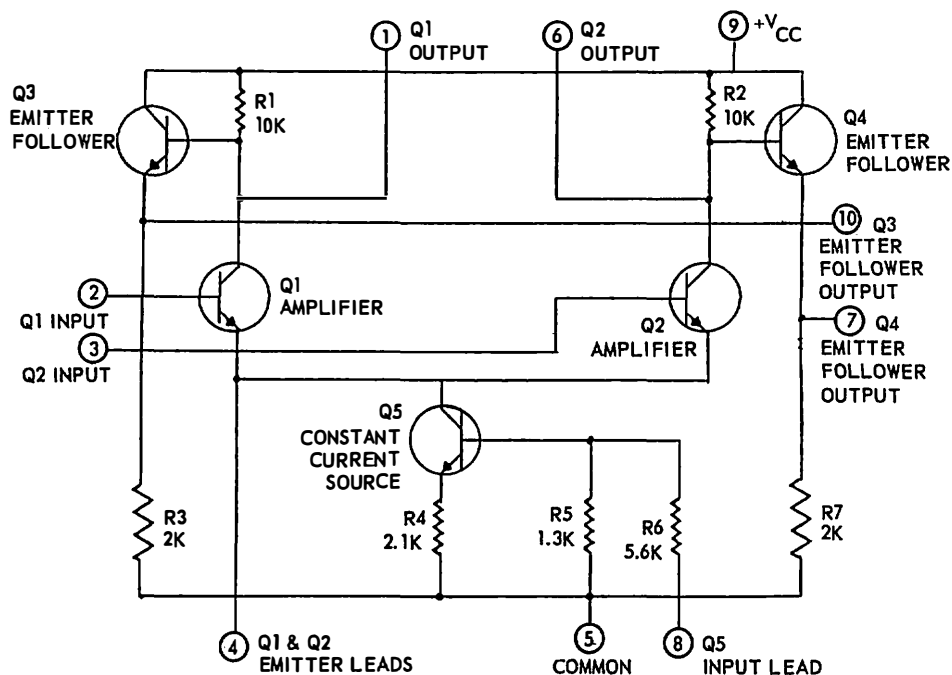 1 Q1
OUTPUT
6 Q2
OUTPUT
9 +VCC
Q3
EMITTER
FOLLOWER
R1
10K
R2
10K
Q4
EMITTER
FOLLOWER
10 Q3
EMITTER
FOLLOWER
OUTPUT
2
Q1 INPUT
Q1
AMPLIFIER
3
Q2 INPUT
Q2
AMPLIFIER
7 Q4
EMITTER
FOLLOWER
OUTPUT
Q5
CONSTANT
CURRENT
SOURCE
R3
2K
R4
2.1K
R5
1.3K
R6
5.6K
R7
2K
4 Q1 & Q2
EMITTER LEADS
5
COMMON
8 Q5
INPUT LEAD